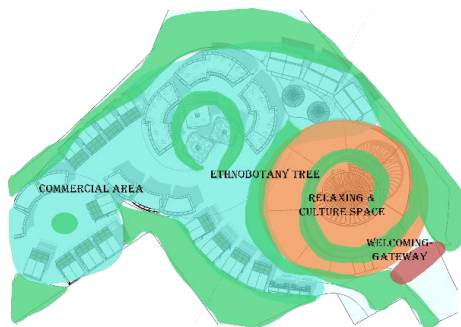 ETHNOBOTANY TREE
COMMERCIAL AREA
RELAXING &
CULTURE SPACE
WELCOMING-
GATEWAY